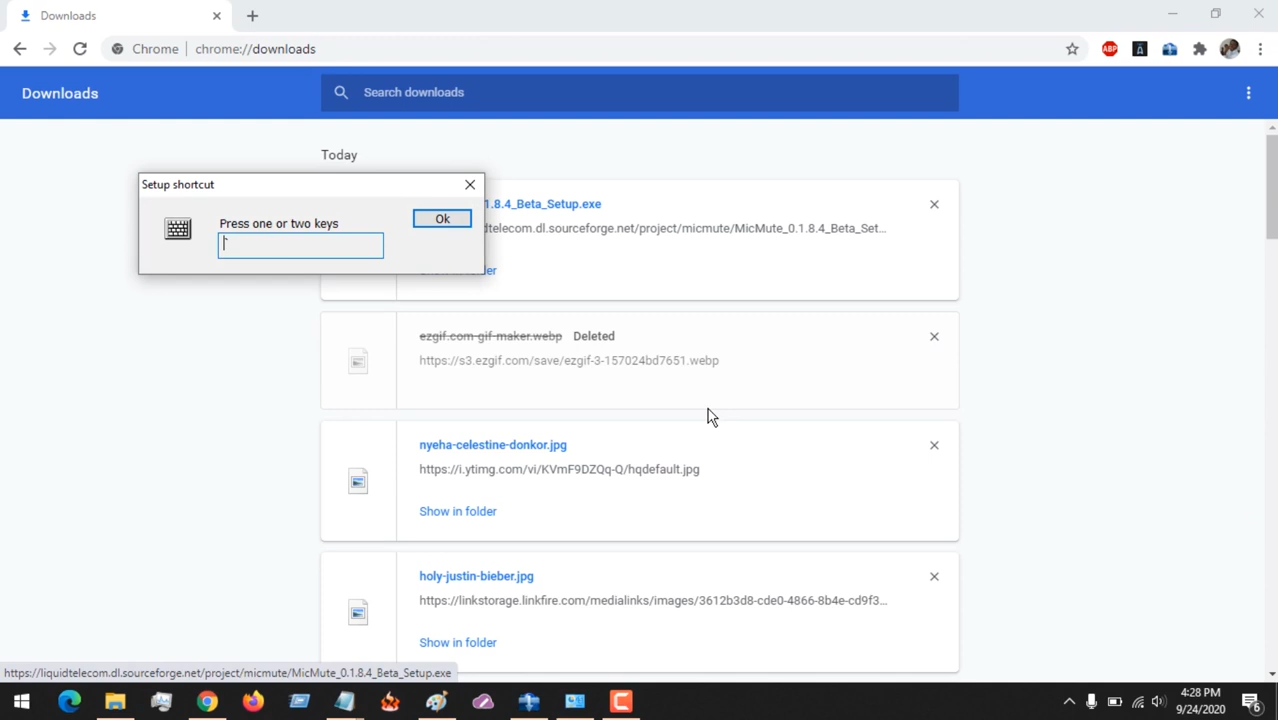 Downloads
Chrome
chrome://downloads
ABP
Downloads
Search downloads
Today
Setup shortcut
Press one or two keys
Ok
1.8.4_Beta_Setup.exe
idtelecom.dl.sourceforge.net/project/micmute/MicMute_0.1.8.4_Beta_Set...
ezgif.com-gif-maker.webp Deleted
https://s3.ezgif.com/save/ezgif-3-157024bd7651.webp
nyeha-celestine-donkor.jpg
https://i.ytimg.com/vi/KVmF9DZQq-Q/hqdefault.jpg
Show in folder
holy-justin-bieber.jpg
https://linkstorage.linkfire.com/medialinks/images/3612b3d8-cde0-4866-8b4e-cd9f3...
Show in folder
https://liquidtelecom.dl.sourceforge.net/project/micmute/MicMute_0.1.8.4_Beta_Setup.exe
4:28 PM
9/24/2020
6